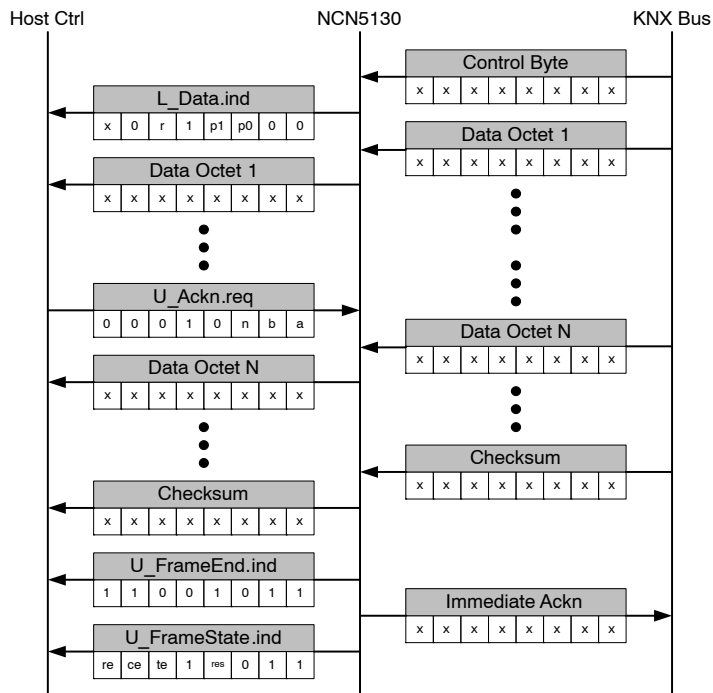 Host Ctrl NCN5130 KNX Bus
Control Byte
x x x x x x x x
L_Data.ind
x 0 r 1 p1 p0 0 0
Data Octet 1
x x x x x x x x
Data Octet 1
x x x x x x x x
U_Ackn.req
0 0 0 1 0 n b a
Data Octet N
x x x x x x x x
Data Octet N
x x x x x x x x
Checksum
x x x x x x x x
Checksum
x x x x x x x x
U_FrameEnd.ind
1 1 0 0 1 0 1 1
Immediate Ackn
x x x x x x x x
U_FrameState.ind
re ce te 1 res 0 1 1